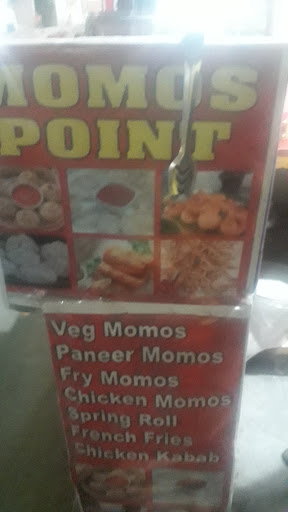 MOMOS
POINT
Veg Momos
Paneer Momos
Fry Momos
Chicken Momos
Spring Roll
French Fries
Chicken Kabab